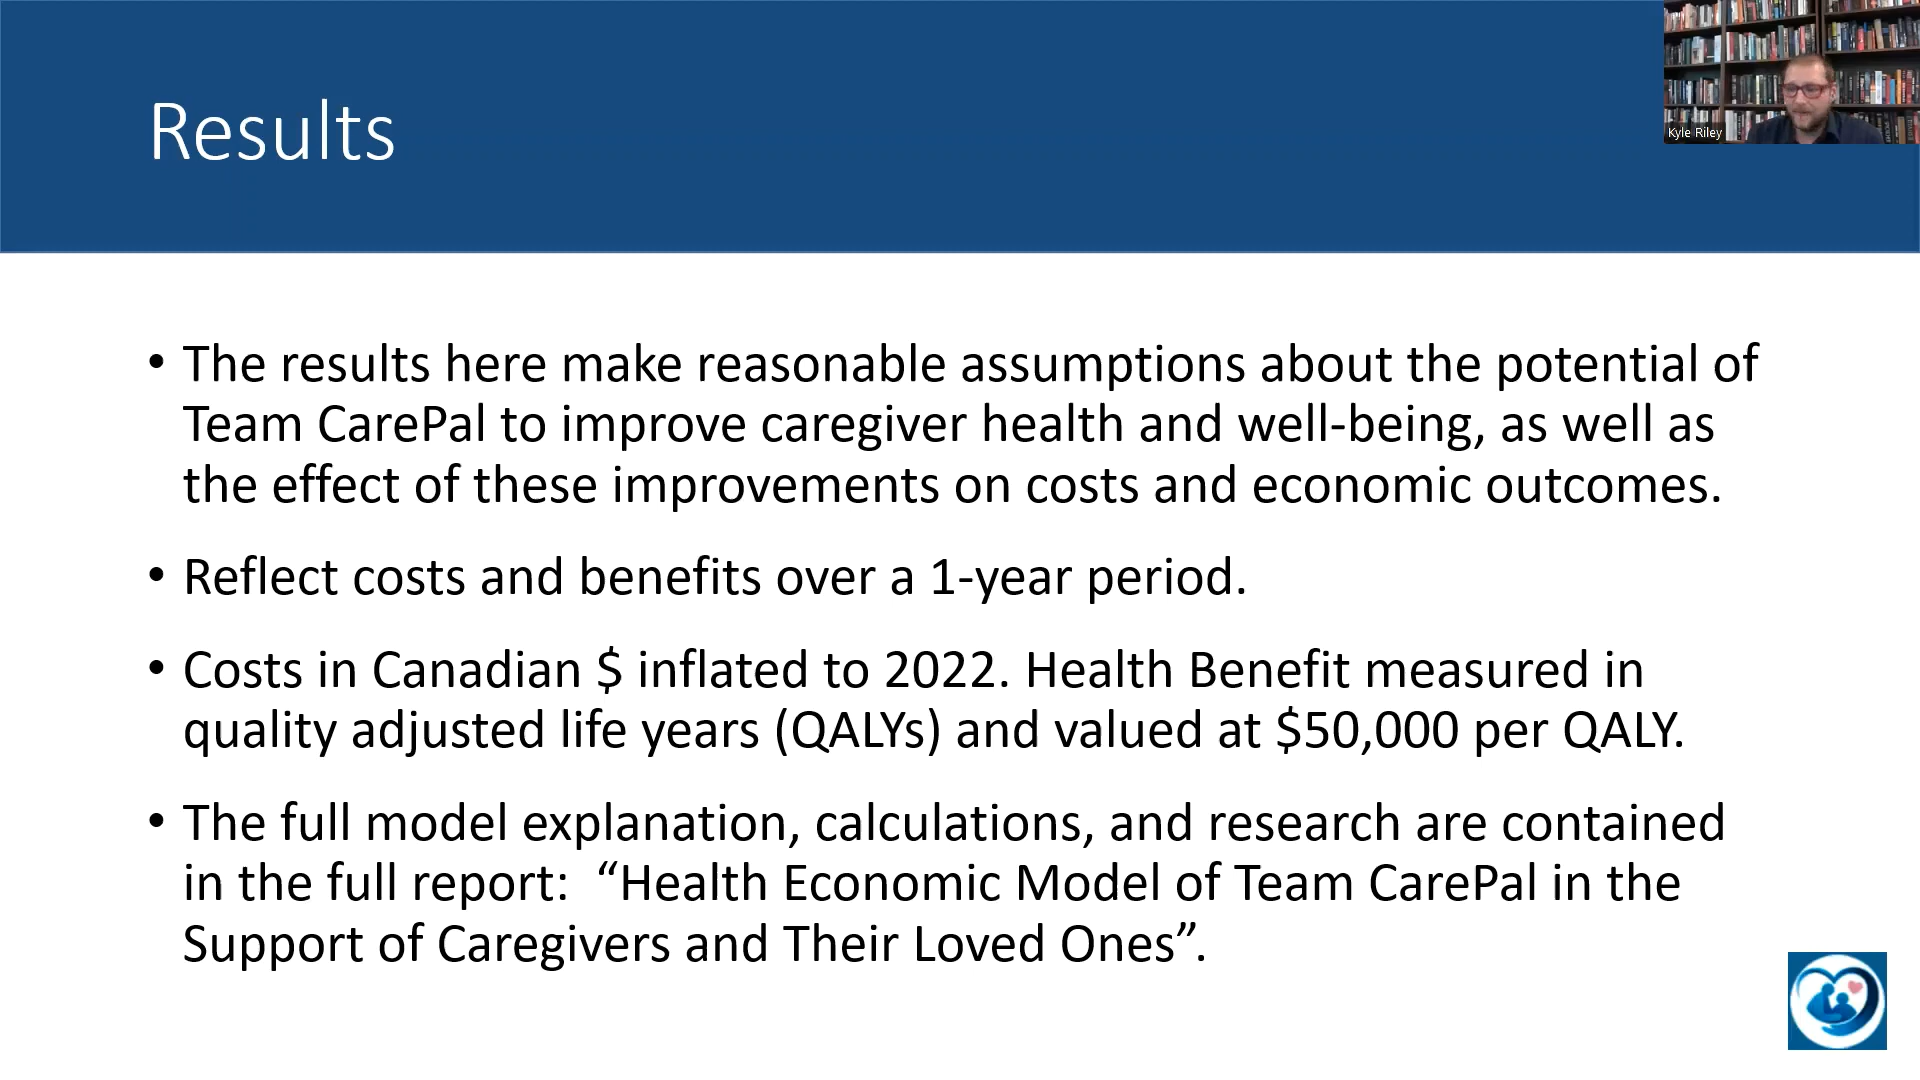 Results
Kyle Riley
• The results here make reasonable assumptions about the potential of
Team CarePal to improve caregiver health and well-being, as well as
the effect of these improvements on costs and economic outcomes.
• Reflect costs and benefits over a 1-year period.
• Costs in Canadian $ inflated to 2022. Health Benefit measured in
quality adjusted life years (QALYs) and valued at $50,000 per QALY.
• The full model explanation, calculations, and research are contained
in the full report:  “Health Economic Model of Team CarePal in the
Support of Caregivers and Their Loved Ones”.